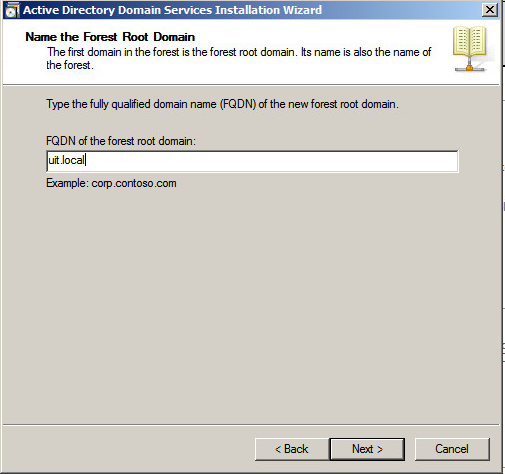 Active Directory Domain Services Installation Wizard
Name the Forest Root Domain
The first domain in the forest is the forest root domain. Its name is also the name of
the forest.
Type the fully qualified domain name (FQDN) of the new forest root domain.
FQDN of the forest root domain:
uit.local
Example: corp.contoso.com
< Back
Next >
Cancel